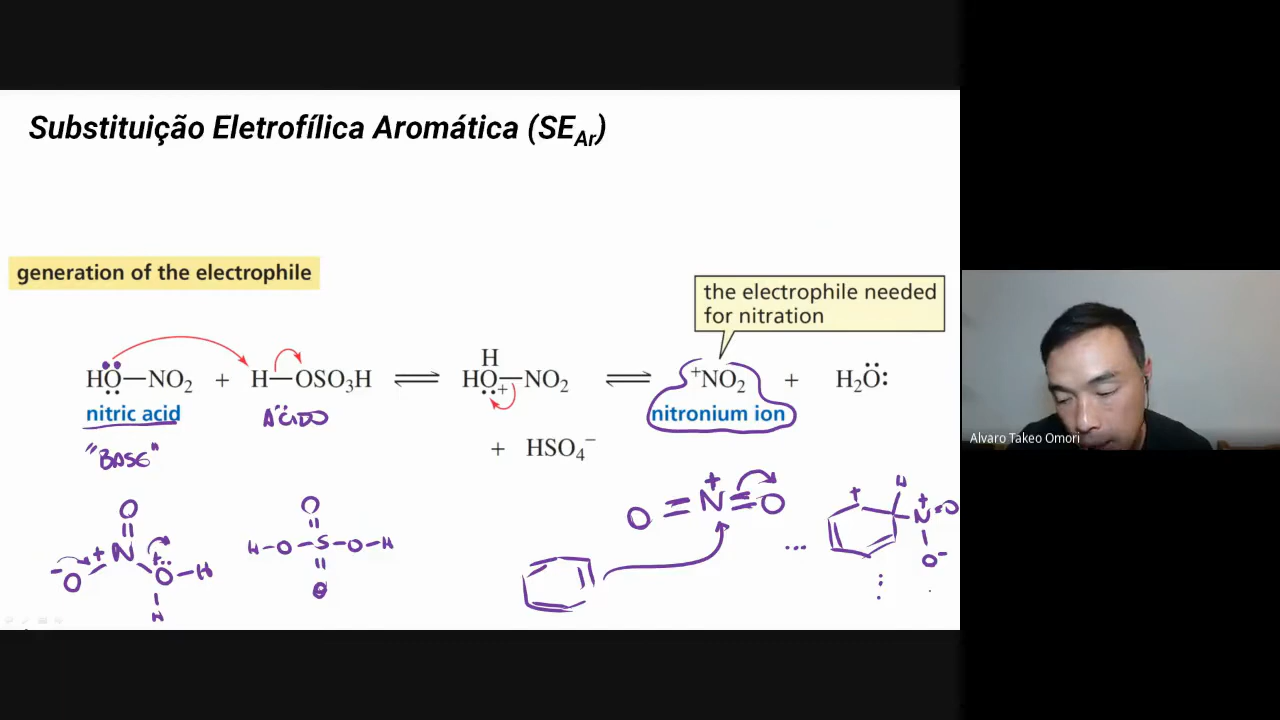 Substituição Eletrofílica Aromática (SEAr)
generation of the electrophile
the electrophile needed
for nitration
H
HÖ—NO2 + H—OSO3H ⇌ HO+—NO2 ⇌ +NO2 + H2O:
nitric acid
ÁCIDO
nitronium ion
"BASE"
+ HSO4−
O=N+=O
H
+
N+=O
O−
...
O
N+
−O
O—H
H
O
H-O-S-O-H
O
Alvaro Takeo Omori